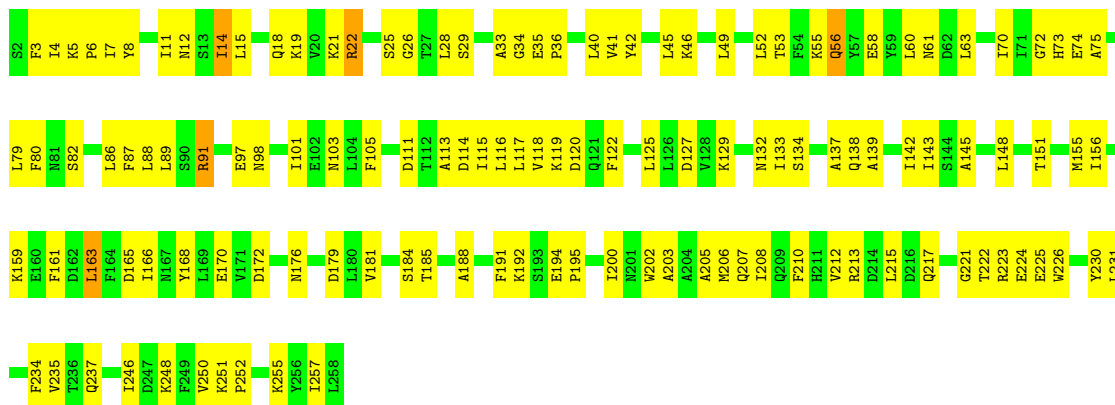 S2 F3 I4 K5 P6 I7 Y8 I11 N12 S13 I14 L15 Q18 K19 V20 K21 R22 S25 G26 T27 L28 S29 A33 G34 E35 P36 L40 V41 Y42 L45 K46 L49 L52 T53 F54 K55 Q56 Y57 E58 Y59 L60 N61 D62 L63 I70 I71 G72 H73 E74 A75
L79 F80 N81 S82 L86 F87 L88 L89 S90 R91 E97 N98 I101 E102 N103 L104 F105 D111 T112 A113 D114 I115 L116 L117 V118 K119 D120 Q121 F122 L125 L126 D127 V128 K129 N132 I133 S134 A137 Q138 A139 I142 I143 S144 A145 L148 T151 M155 I156
K159 E160 F161 D162 L163 F164 D165 I166 N167 Y168 L169 E170 V171 D172 N176 D179 L180 V181 S184 T185 A188 F191 K192 S193 E194 P195 I200 N201 W202 A203 A204 A205 M206 Q207 I208 Q209 F210 H211 V212 R213 D214 L215 D216 Q217 G221 T222 R223 E224 E225 W226 Y230
F234 V235 T236 Q237 I246 D247 K248 F249 V250 K251 P252 K255 Y256 I257 L258